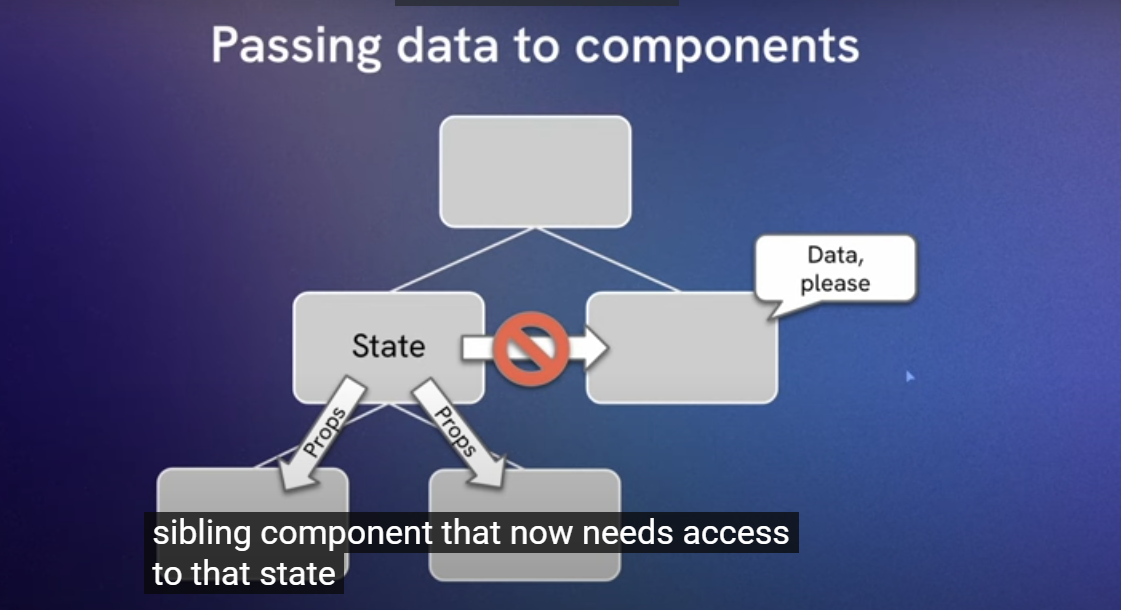 Passing data to components
Data,
please
State
Props
Props
sibling component that now needs access
to that state